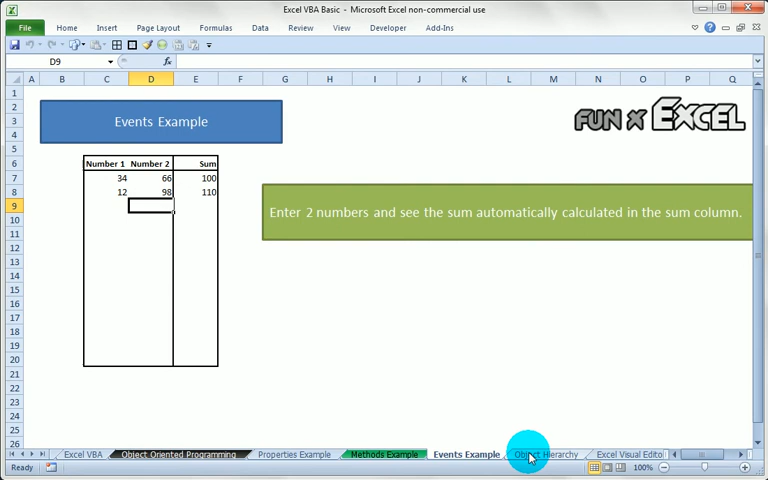 Excel VBA Basic - Microsoft Excel non-commercial use
File Home Insert Page Layout Formulas Data Review View Developer Add-Ins
D9 fx
A B C D E F G H I J K L M N O P Q
1
2
3 Events Example FUN X EXCEL
4
5
6 Number 1 Number 2 Sum
7 34 66 100
8 12 98 110
9 Enter 2 numbers and see the sum automatically calculated in the sum column.
10
11
12
13
14
15
16
17
18
19
20
21
22
23
24
25
26
Excel VBA Object Oriented Programming Properties Example Methods Example Events Example Object Hierarchy Excel Visual Edito
Ready 100%